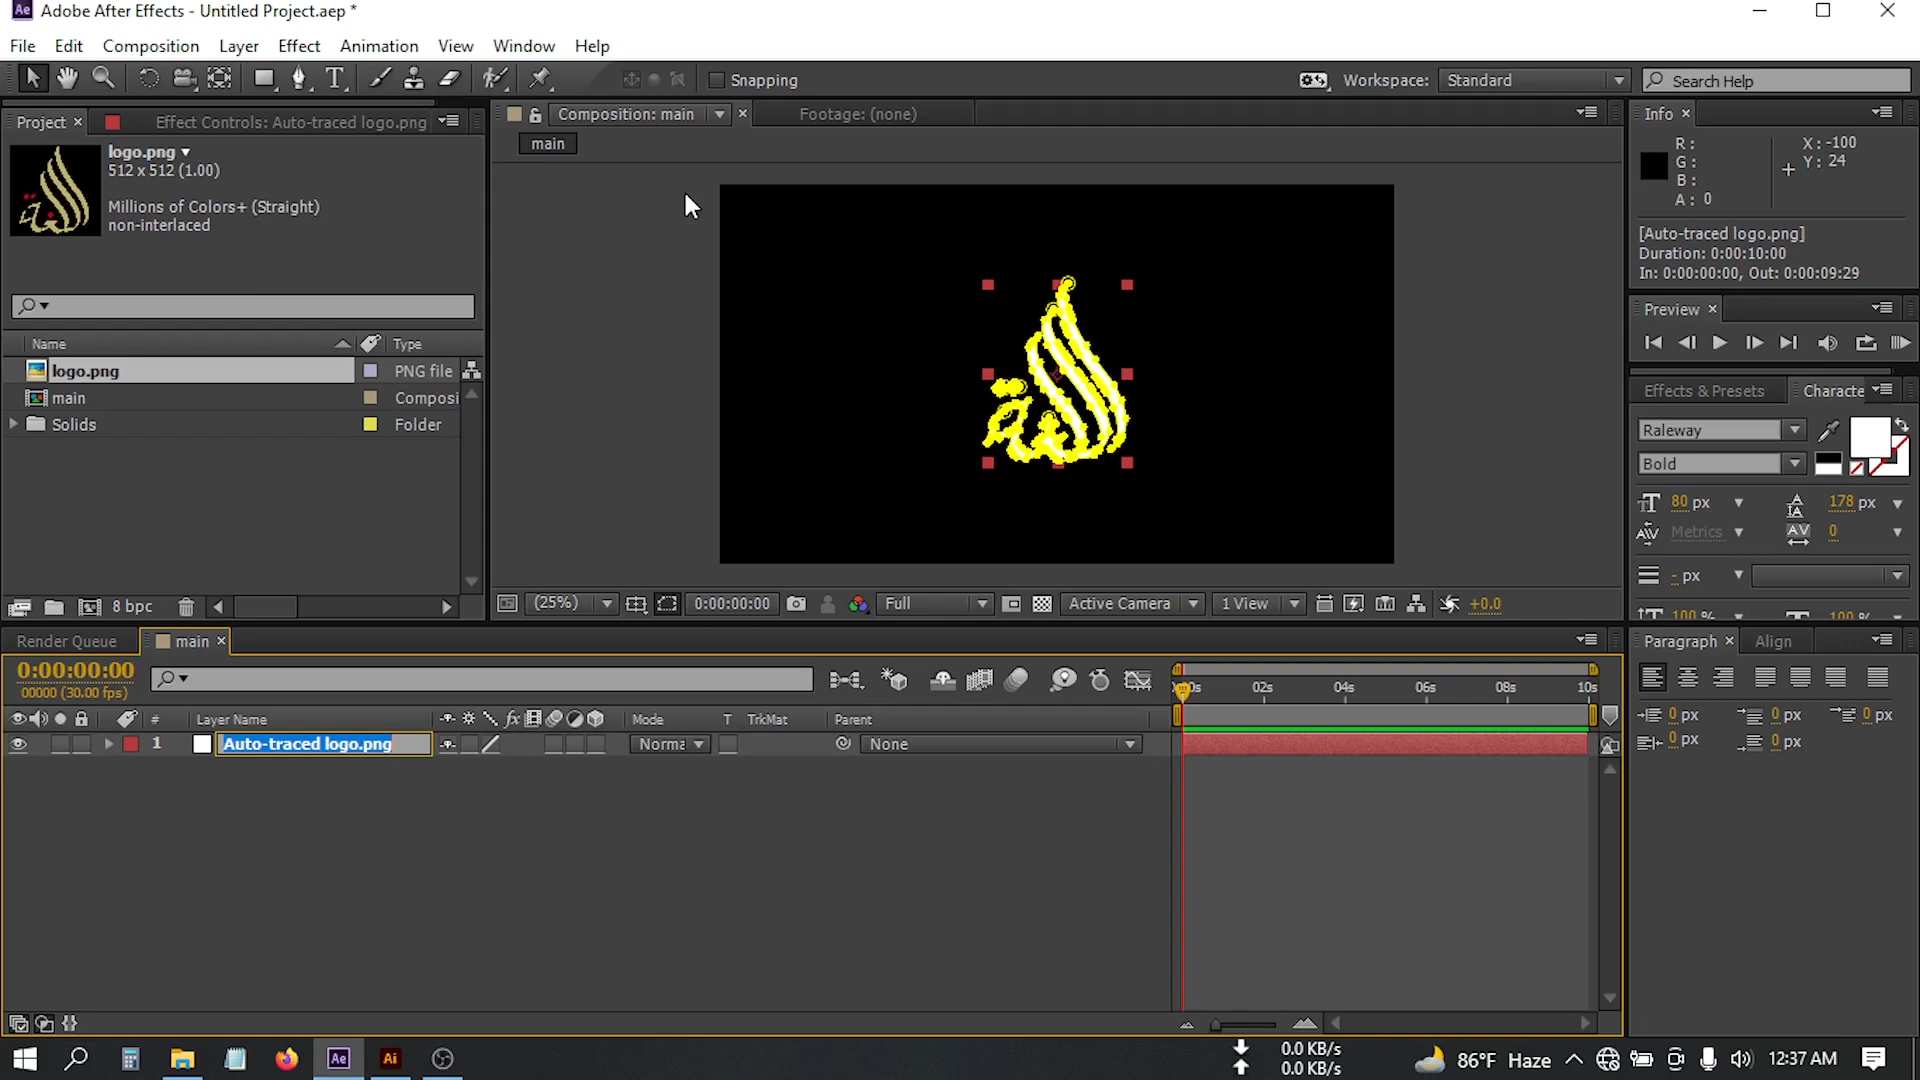 Adobe After Effects - Untitled Project.aep *
File Edit Composition Layer Effect Animation View Window Help
Snapping
Workspace: Standard
Search Help
Project
Effect Controls: Auto-traced logo.png
Composition: main
Footage: (none)
main
logo.png
512 x 512 (1.00)
Millions of Colors+ (Straight)
non-interlaced
Name Type
logo.png PNG file
main Composi
Solids Folder
8 bpc
(25%) 0:00:00:00 Full Active Camera 1 View +0.0
Info
R: X: -100
G: Y: 24
B:
A: 0
[Auto-traced logo.png]
Duration: 0:00:10:00
In: 0:00:00:00, Out: 0:00:09:29
Preview
Effects & Presets Characte
Raleway
Bold
80 px 178 px
Metrics 0
- px
100 % 100 %
Render Queue main
0:00:00:00
00000 (30.00 fps)
# Layer Name Mode T TrkMat Parent
1 Auto-traced logo.png Norma None
02s 04s 06s 08s 10s
Paragraph Align
0 px 0 px 0 px
0 px 0 px
Ae Ai
0.0 KB/s
0.0 KB/s
86°F Haze 12:37 AM